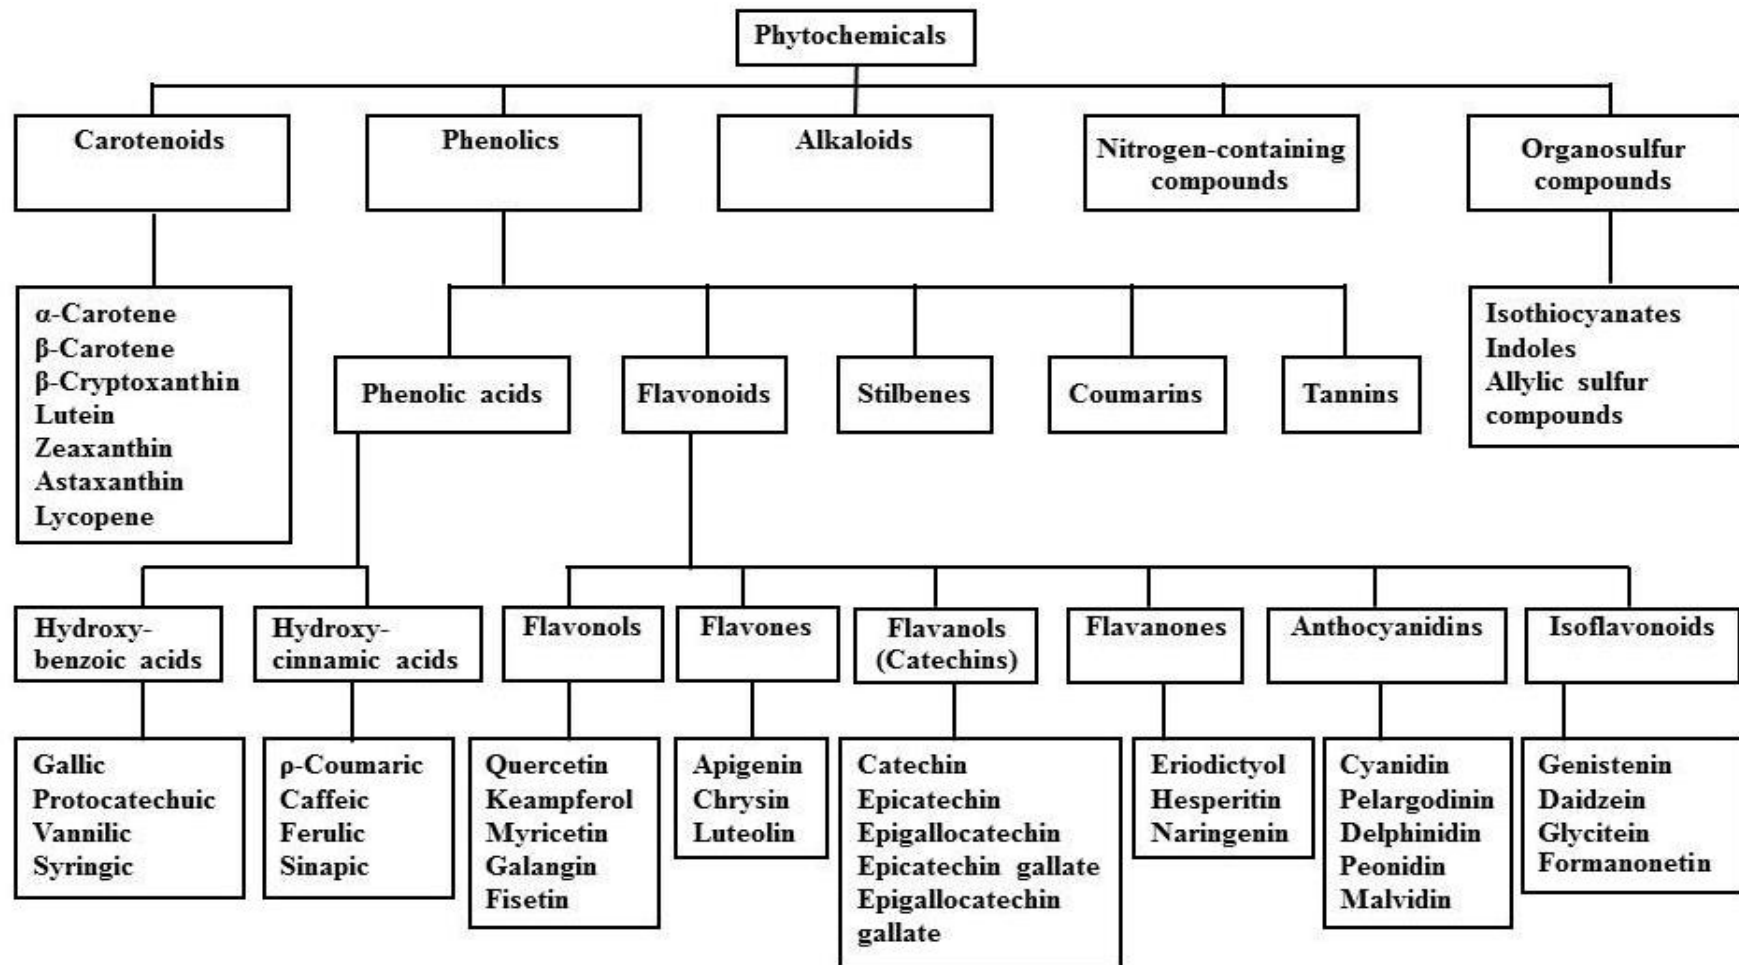 Phytochemicals
Carotenoids
Phenolics
Alkaloids
Nitrogen-containing
compounds
Organosulfur
compounds
α-Carotene
β-Carotene
β-Cryptoxanthin
Lutein
Zeaxanthin
Astaxanthin
Lycopene
Isothiocyanates
Indoles
Allylic sulfur
compounds
Phenolic acids
Flavonoids
Stilbenes
Coumarins
Tannins
Hydroxy-
benzoic acids
Hydroxy-
cinnamic acids
Flavonols
Flavones
Flavanols
(Catechins)
Flavanones
Anthocyanidins
Isoflavonoids
Gallic
Protocatechuic
Vannilic
Syringic
ρ-Coumaric
Caffeic
Ferulic
Sinapic
Quercetin
Keampferol
Myricetin
Galangin
Fisetin
Apigenin
Chrysin
Luteolin
Catechin
Epicatechin
Epigallocatechin
Epicatechin gallate
Epigallocatechin
gallate
Eriodictyol
Hesperitin
Naringenin
Cyanidin
Pelargodinin
Delphinidin
Peonidin
Malvidin
Genistenin
Daidzein
Glycitein
Formanonetin